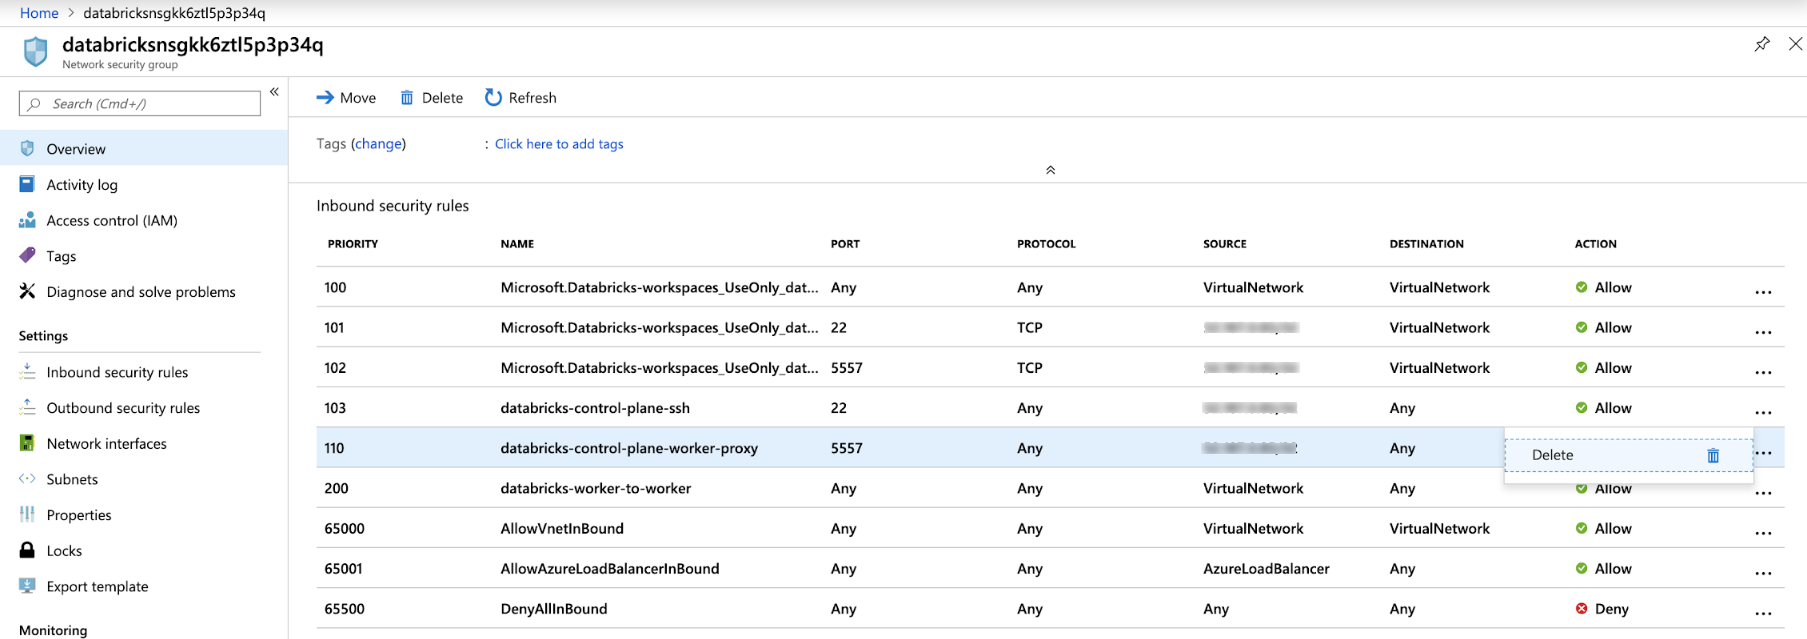 Home > databricksnsgkk6ztl5p3p34q
databricksnsgkk6ztl5p3p34q
Network security group
Search (Cmd+/)
«
Overview
Activity log
Access control (IAM)
Tags
Diagnose and solve problems
Settings
Inbound security rules
Outbound security rules
Network interfaces
Subnets
Properties
Locks
Export template
Monitoring
Move Delete Refresh
Tags (change) : Click here to add tags
Inbound security rules
PRIORITY NAME PORT PROTOCOL SOURCE DESTINATION ACTION
100 Microsoft.Databricks-workspaces_UseOnly_dat... Any Any VirtualNetwork VirtualNetwork Allow ...
101 Microsoft.Databricks-workspaces_UseOnly_dat... 22 TCP VirtualNetwork Allow ...
102 Microsoft.Databricks-workspaces_UseOnly_dat... 5557 TCP VirtualNetwork Allow ...
103 databricks-control-plane-ssh 22 Any Any Allow ...
110 databricks-control-plane-worker-proxy 5557 Any Any Delete ...
200 databricks-worker-to-worker Any Any VirtualNetwork Any Allow ...
65000 AllowVnetInBound Any Any VirtualNetwork VirtualNetwork Allow ...
65001 AllowAzureLoadBalancerInBound Any Any AzureLoadBalancer Any Allow ...
65500 DenyAllInBound Any Any Any Any Deny ...